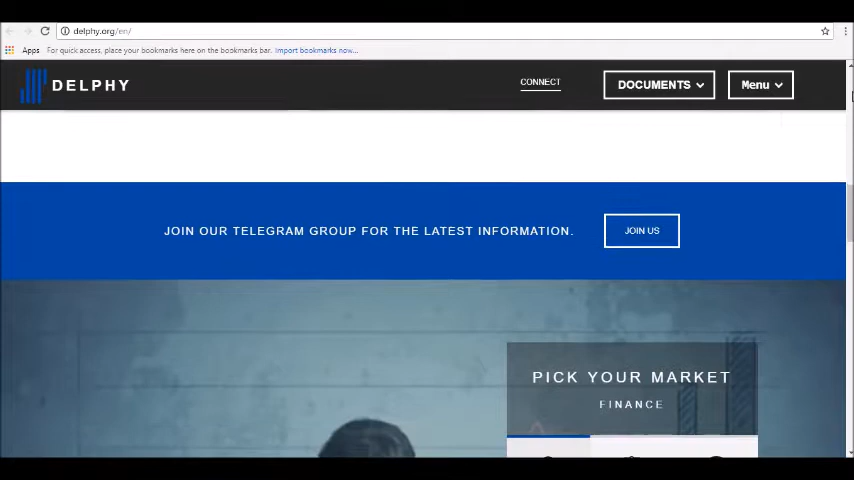 delphy.org/en/
Apps For quick access, place your bookmarks here on the bookmarks bar. Import bookmarks now...
DELPHY CONNECT DOCUMENTS Menu
JOIN OUR TELEGRAM GROUP FOR THE LATEST INFORMATION. JOIN US
PICK YOUR MARKET
FINANCE